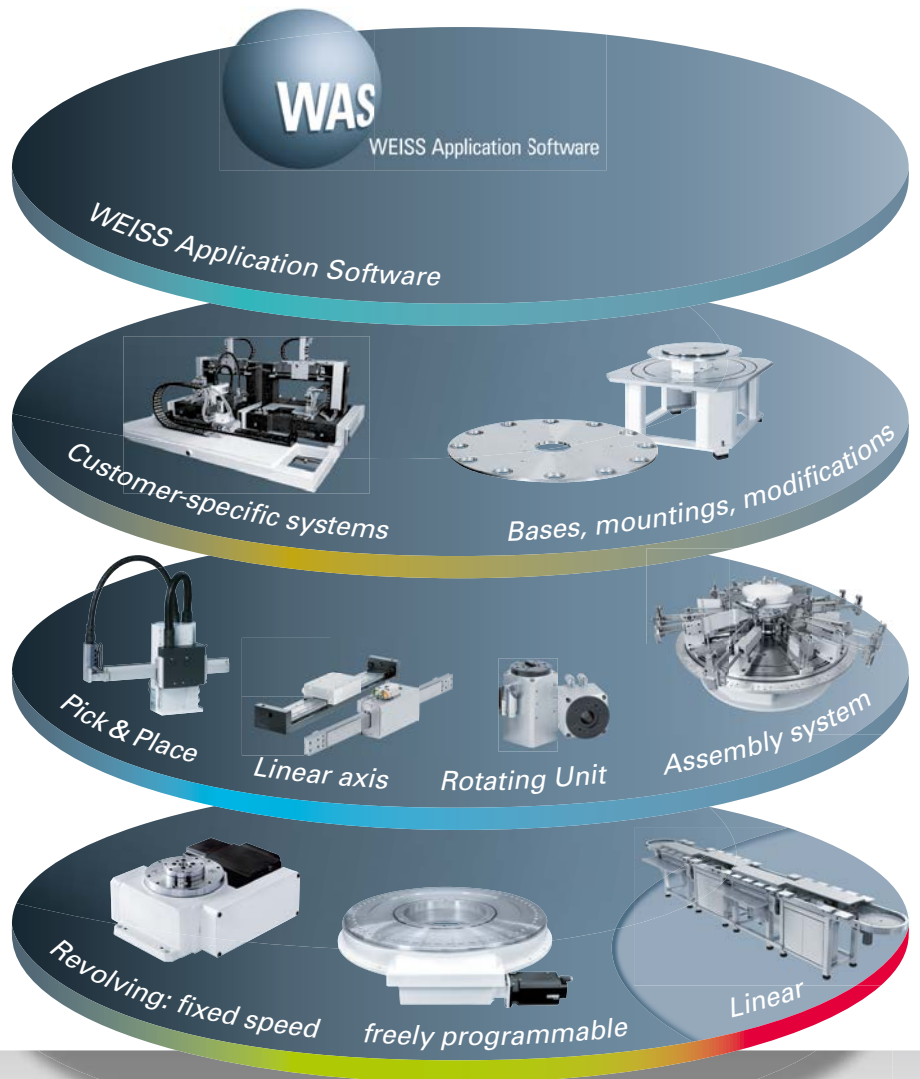 WAS
WEISS Application Software
WEISS Application Software
Customer-specific systems
Bases, mountings, modifications
Pick & Place
Linear axis
Rotating Unit
Assembly system
Revolving: fixed speed
freely programmable
Linear